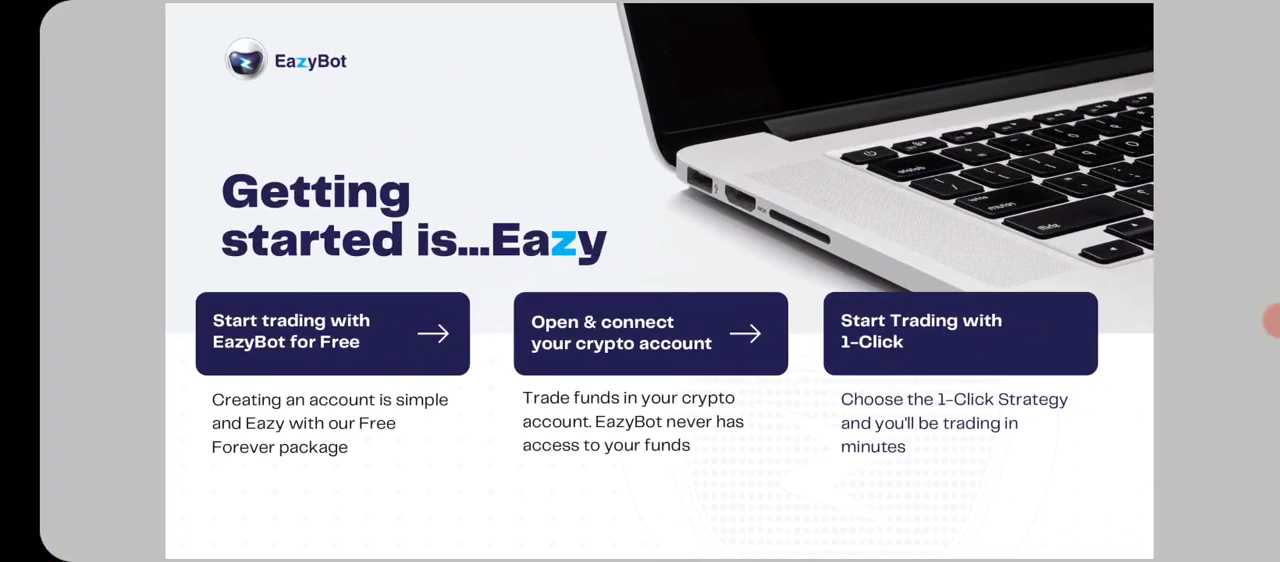 EazyBot
Getting
started is...Eazy
Start trading with
EazyBot for Free
Open & connect
your crypto account
Start Trading with
1-Click
Creating an account is simple
and Eazy with our Free
Forever package
Trade funds in your crypto
account. EazyBot never has
access to your funds
Choose the 1-Click Strategy
and you'll be trading in
minutes